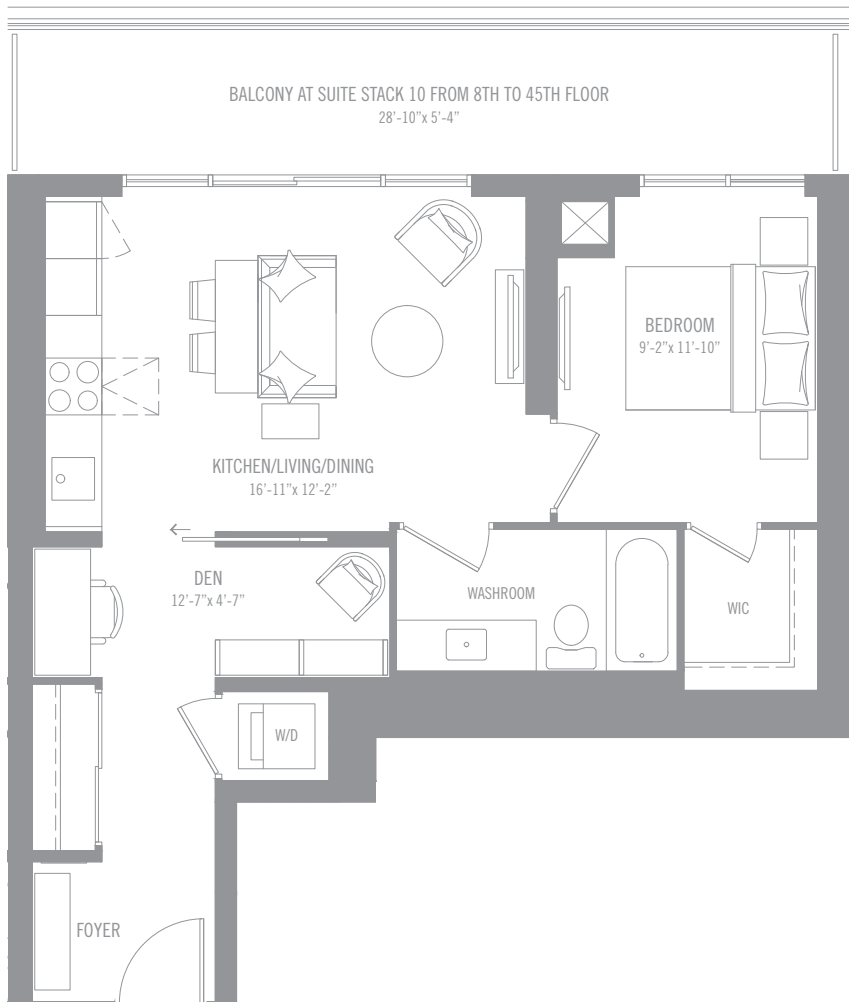 BALCONY AT SUITE STACK 10 FROM 8TH TO 45TH FLOOR
28’-10”x 5’-4”
BEDROOM
9’-2”x 11’-10”
KITCHEN/LIVING/DINING
16’-11”x 12’-2”
DEN
12’-7”x 4’-7”
WASHROOM
WIC
W/D
FOYER